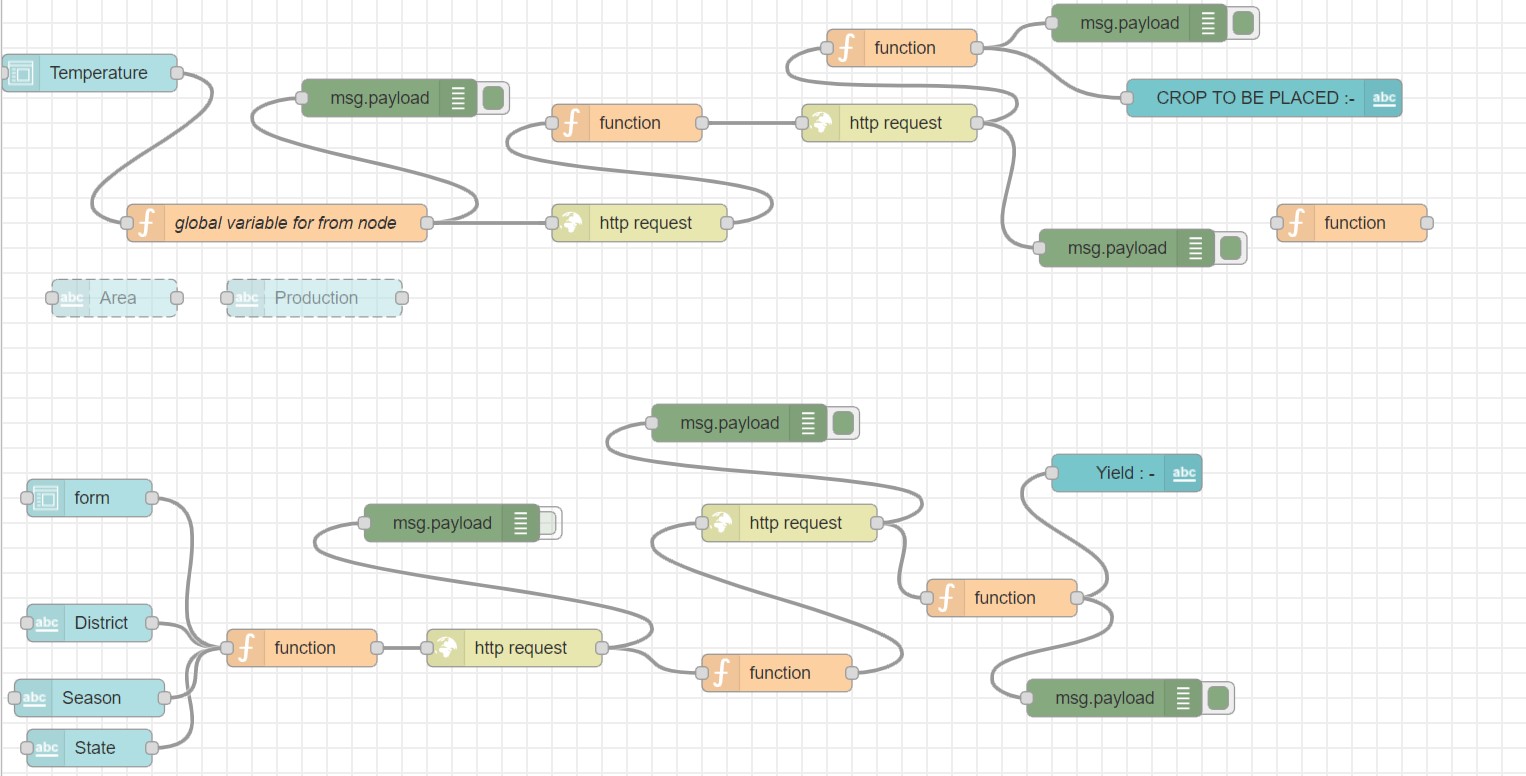 msg.payload
function
Temperature
msg.payload
CROP TO BE PLACED :- abc
function
http request
global variable for from node
http request
function
msg.payload
abc Area
abc Production
msg.payload
Yield : - abc
form
msg.payload
http request
function
abc District
function
http request
function
abc Season
msg.payload
abc State